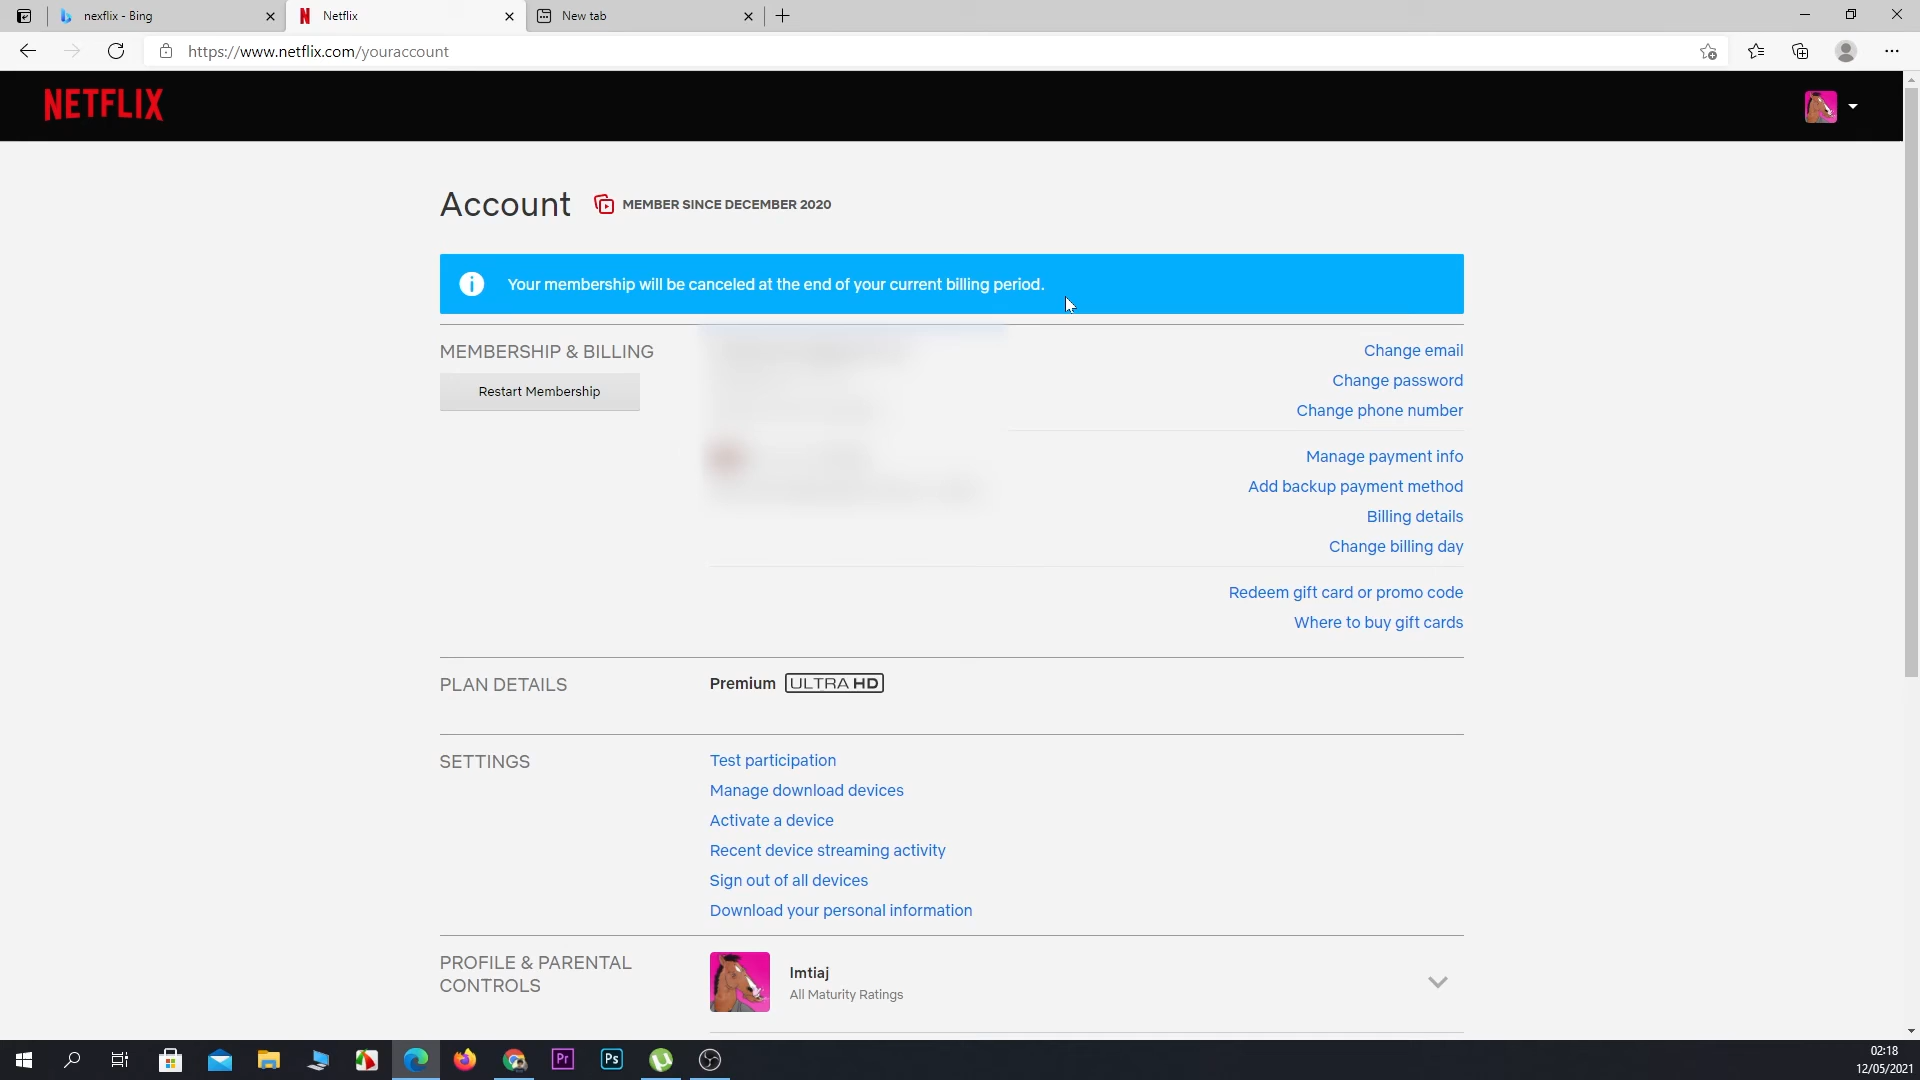 nexflix - Bing
Netflix
New tab
https://www.netflix.com/youraccount
NETFLIX
Account
MEMBER SINCE DECEMBER 2020
Your membership will be canceled at the end of your current billing period.
MEMBERSHIP & BILLING
Restart Membership
Change email
Change password
Change phone number
Manage payment info
Add backup payment method
Billing details
Change billing day
Redeem gift card or promo code
Where to buy gift cards
PLAN DETAILS
Premium ULTRA HD
SETTINGS
Test participation
Manage download devices
Activate a device
Recent device streaming activity
Sign out of all devices
Download your personal information
PROFILE & PARENTAL
CONTROLS
Imtiaj
All Maturity Ratings
Pr
Ps
02:18
12/05/2021